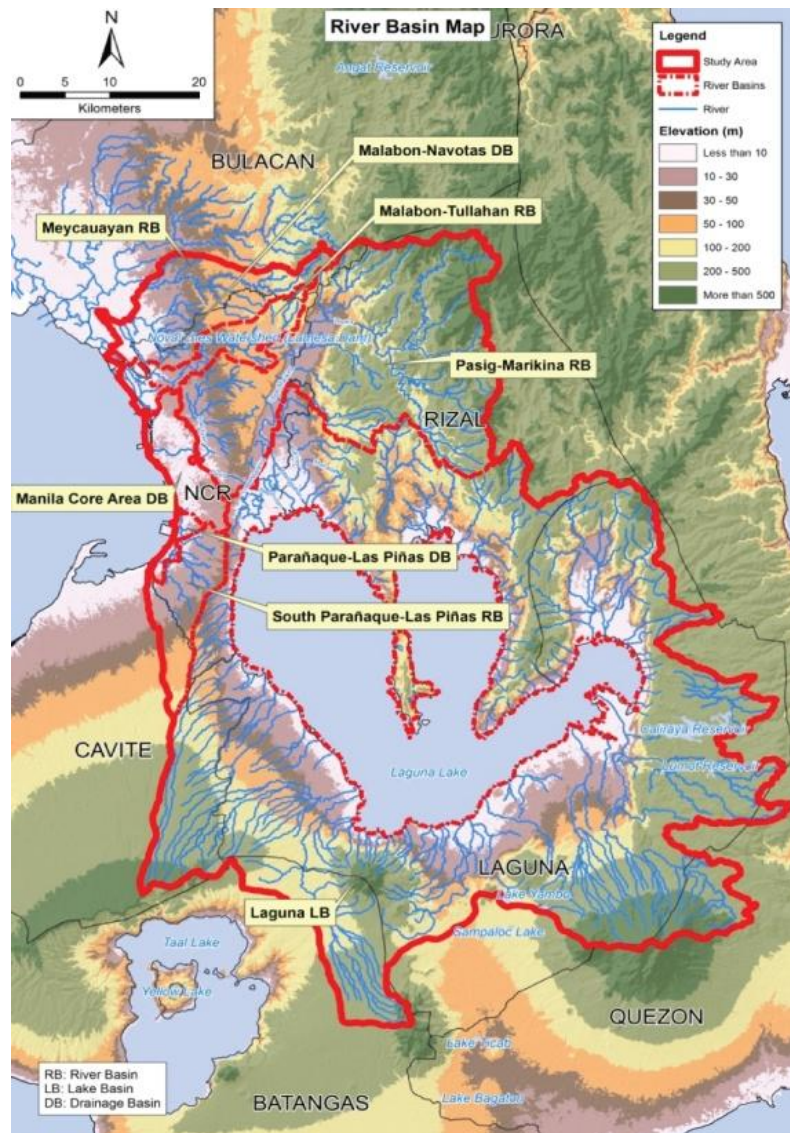 River Basin Map
N
0 5 10 20
Kilometers
Legend
Study Area
River Basins
River
Elevation (m)
Less than 10
10 - 30
30 - 50
50 - 100
100 - 200
200 - 500
More than 500
URORA
Angat Reservoir
BULACAN
Malabon-Navotas DB
Malabon-Tullahan RB
Meycauayan RB
Watershed
Pasig-Marikina RB
RIZAL
NCR
Manila Core Area DB
Parañaque-Las Piñas DB
South Parañaque-Las Piñas RB
CAVITE
Caliraya Reservoir
Lumot Reservoir
Laguna Lake
LAGUNA
Lake Yambo
Laguna LB
Sampaloc Lake
Taal Lake
Yellow Lake
QUEZON
Lake
BATANGAS
Lake
RB: River Basin
LB: Lake Basin
DB: Drainage Basin